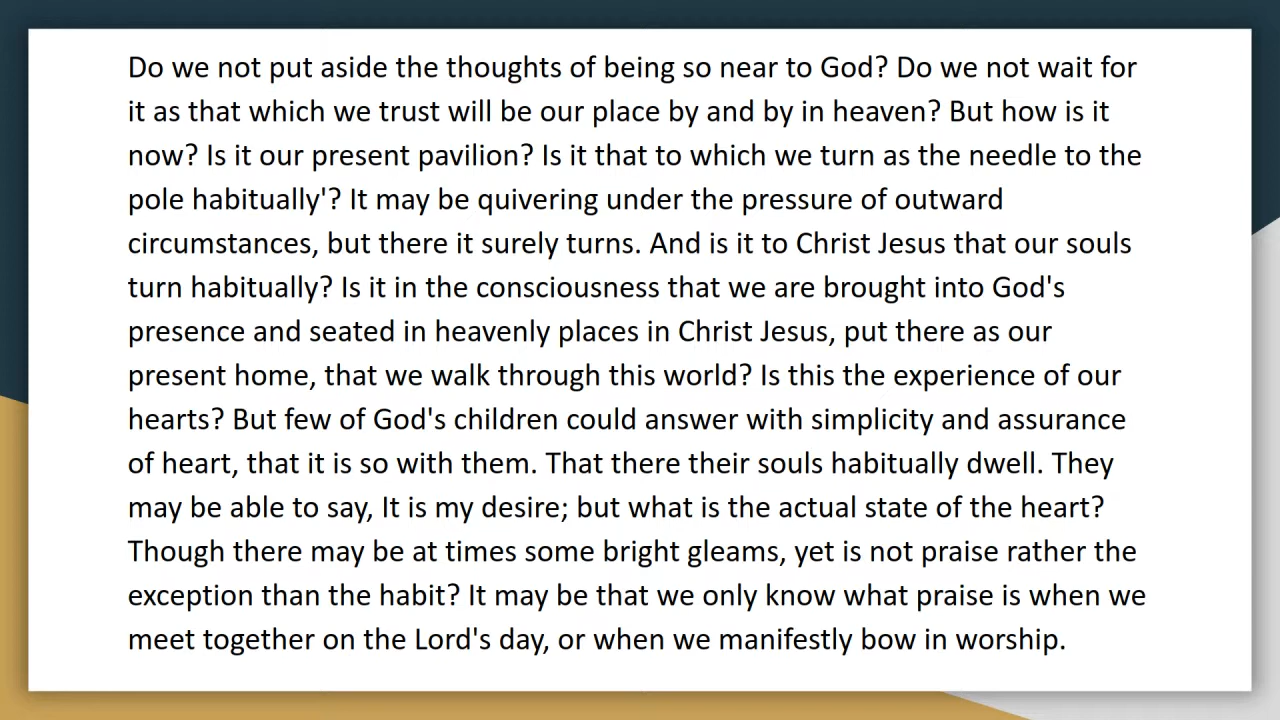 Do we not put aside the thoughts of being so near to God? Do we not wait for
it as that which we trust will be our place by and by in heaven? But how is it
now? Is it our present pavilion? Is it that to which we turn as the needle to the
pole habitually'? It may be quivering under the pressure of outward
circumstances, but there it surely turns. And is it to Christ Jesus that our souls
turn habitually? Is it in the consciousness that we are brought into God's
presence and seated in heavenly places in Christ Jesus, put there as our
present home, that we walk through this world? Is this the experience of our
hearts? But few of God's children could answer with simplicity and assurance
of heart, that it is so with them. That there their souls habitually dwell. They
may be able to say, It is my desire; but what is the actual state of the heart?
Though there may be at times some bright gleams, yet is not praise rather the
exception than the habit? It may be that we only know what praise is when we
meet together on the Lord's day, or when we manifestly bow in worship.